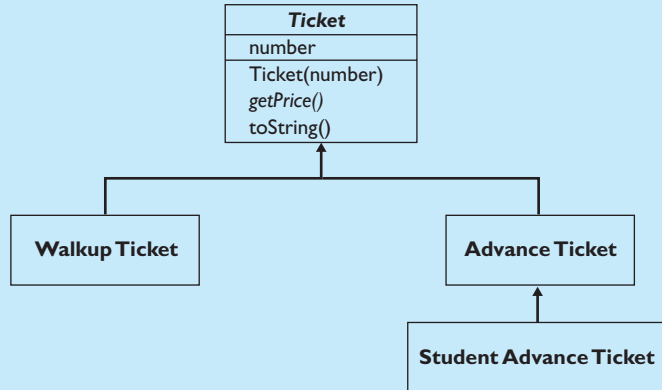 Ticket
number
Ticket(number)
getPrice()
toString()
Walkup Ticket
Advance Ticket
Student Advance Ticket